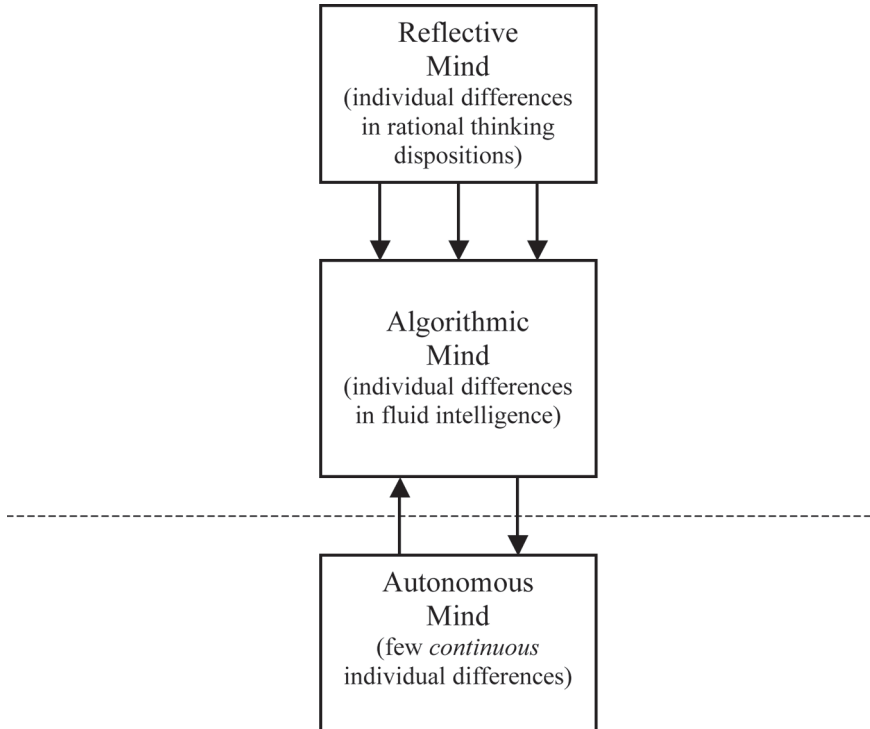 Reflective
Mind
(individual differences
in rational thinking
dispositions)
Algorithmic
Mind
(individual differences
in fluid intelligence)
Autonomous
Mind
(few continuous
individual differences)